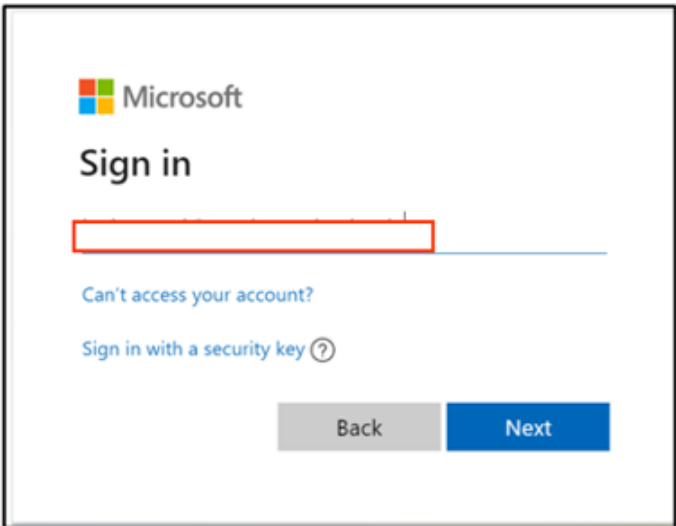 Microsoft
Sign in
Can't access your account?
Sign in with a security key
Back Next